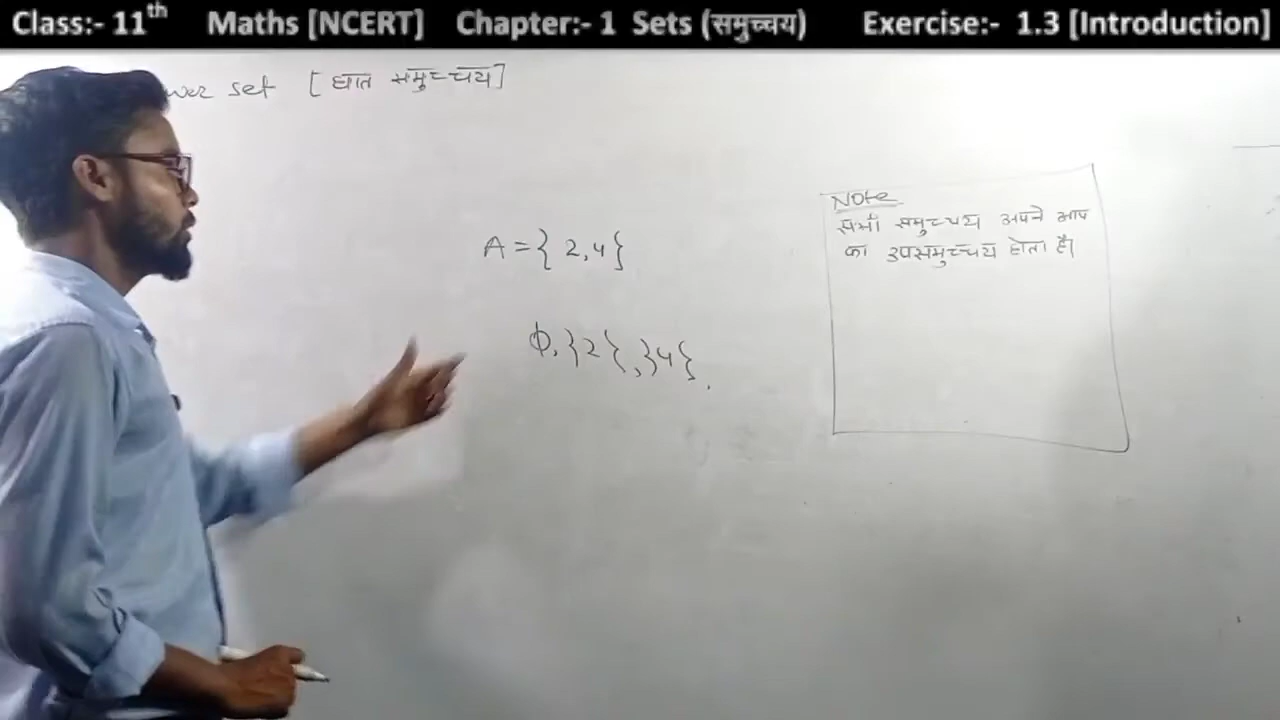 Class:- 11th Maths [NCERT] Chapter:- 1 Sets (समुच्चय) Exercise:- 1.3 [Introduction]
wer set [घात समुच्चय]
A = { 2,4 }
ϕ, {2}, {4},
Note
सभी समुच्चय अपने आप
का उपसमुच्चय होता है।